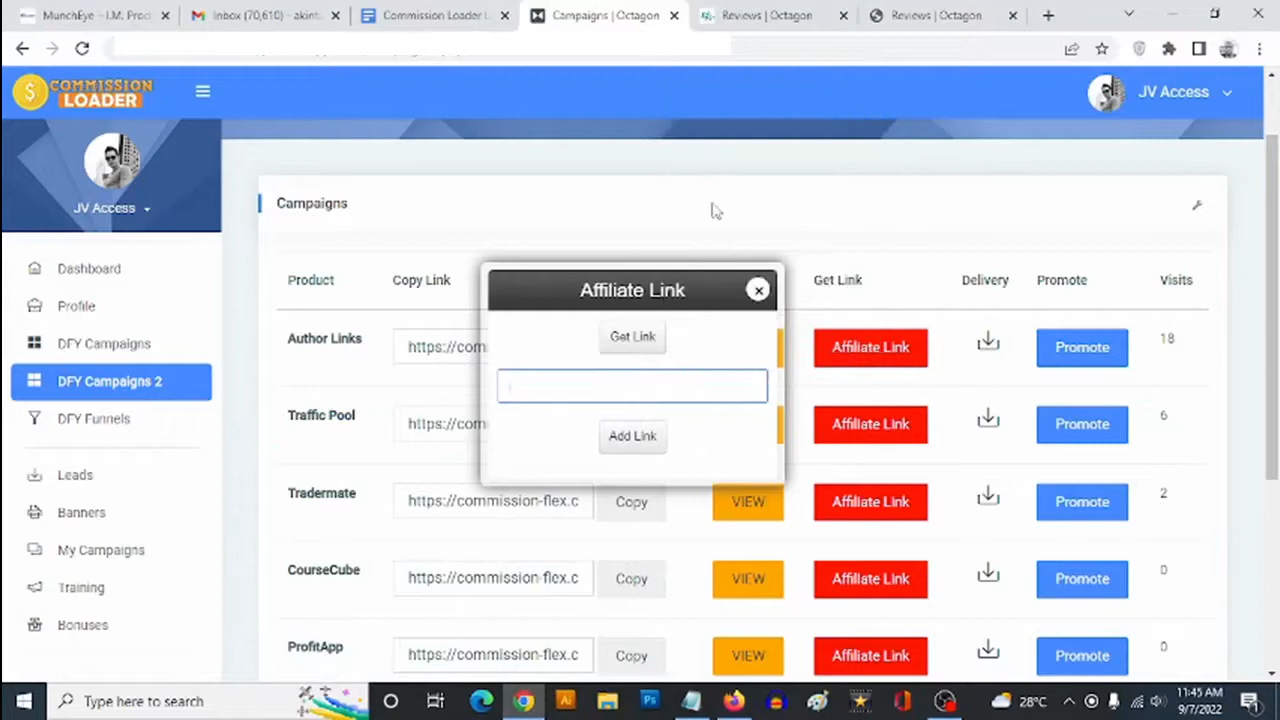 MunchEye – I.M. Prod
Inbox (70,610) - akint
Commission Loader L
Campaigns | Octagon
Reviews | Octagon
Reviews | Octagon
COMMISSION
LOADER
JV Access
JV Access
Dashboard
Profile
DFY Campaigns
DFY Campaigns 2
DFY Funnels
Leads
Banners
My Campaigns
Training
Bonuses
Campaigns
Product Copy Link Get Link Delivery Promote Visits
Author Links https://com Affiliate Link Promote 18
Traffic Pool https://com Affiliate Link Promote 6
Tradermate https://commission-flex.c Copy VIEW Affiliate Link Promote 2
CourseCube https://commission-flex.c Copy VIEW Affiliate Link Promote 0
ProfitApp https://commission-flex.c Copy VIEW Affiliate Link Promote 0
Affiliate Link
Get Link
Add Link
Type here to search
28°C
11:45 AM
9/7/2022